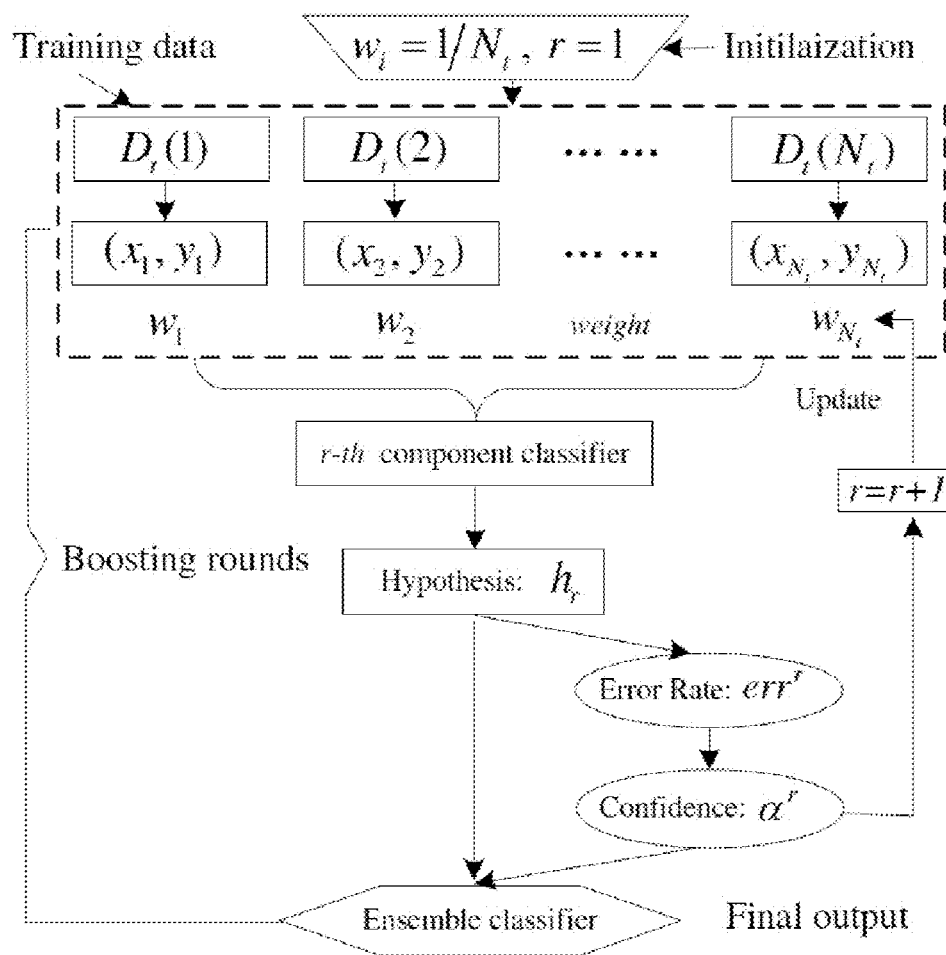 Training data
w_i = 1/N_t, r = 1
Initilaization
D_t(1) D_t(2) ... ... D_t(N_t)
(x_1, y_1) (x_2, y_2) ... ... (x_{N_t}, y_{N_t})
w_1 w_2 weight w_{N_t}
Update
r-th component classifier
r=r+1
Boosting rounds
Hypothesis: h_r
Error Rate: err^r
Confidence: α^r
Ensemble classifier
Final output